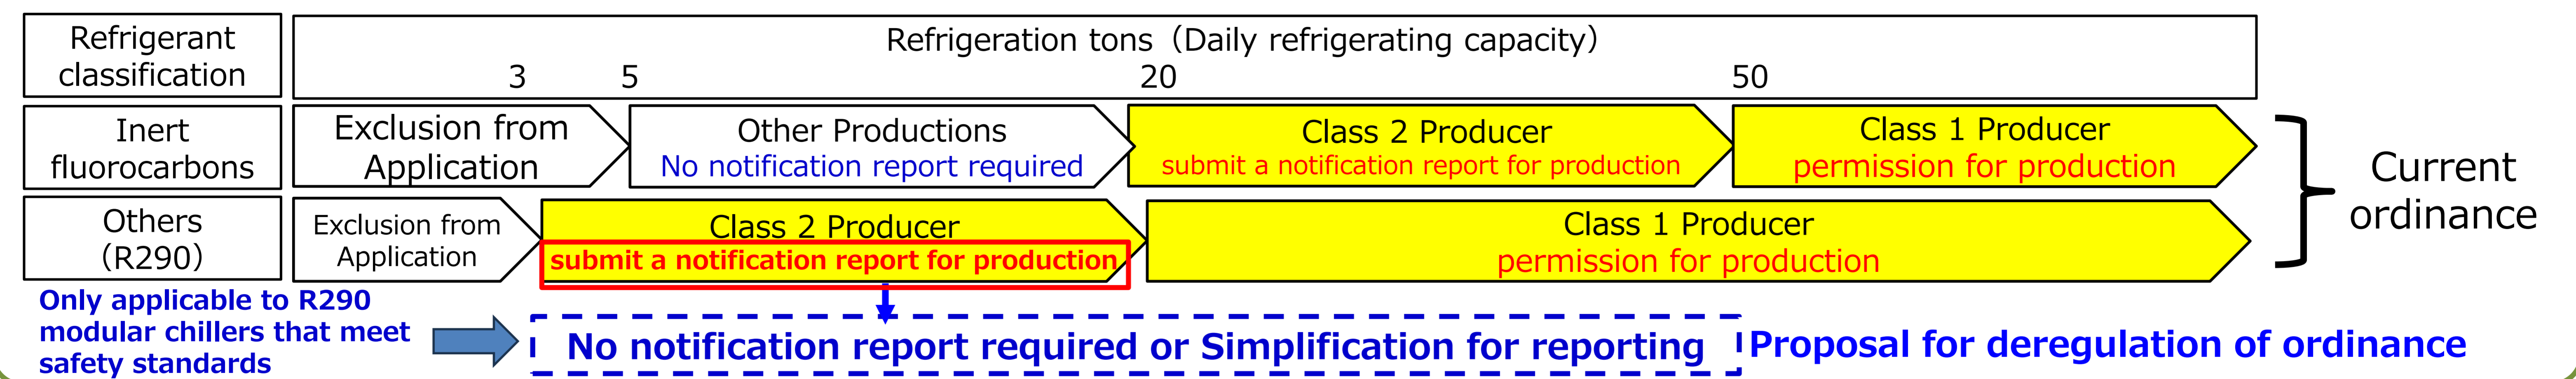 Refrigerant
classification
Refrigeration tons（Daily refrigerating capacity）
3 5 20 50
Inert
fluorocarbons
Exclusion from
Application
Other Productions
No notification report required
Class 2 Producer
submit a notification report for production
Class 1 Producer
permission for production
Others
（R290）
Exclusion from
Application
Class 2 Producer
submit a notification report for production
Class 1 Producer
permission for production
Current
ordinance
Only applicable to R290
modular chillers that meet
safety standards
No notification report required or Simplification for reporting
Proposal for deregulation of ordinance